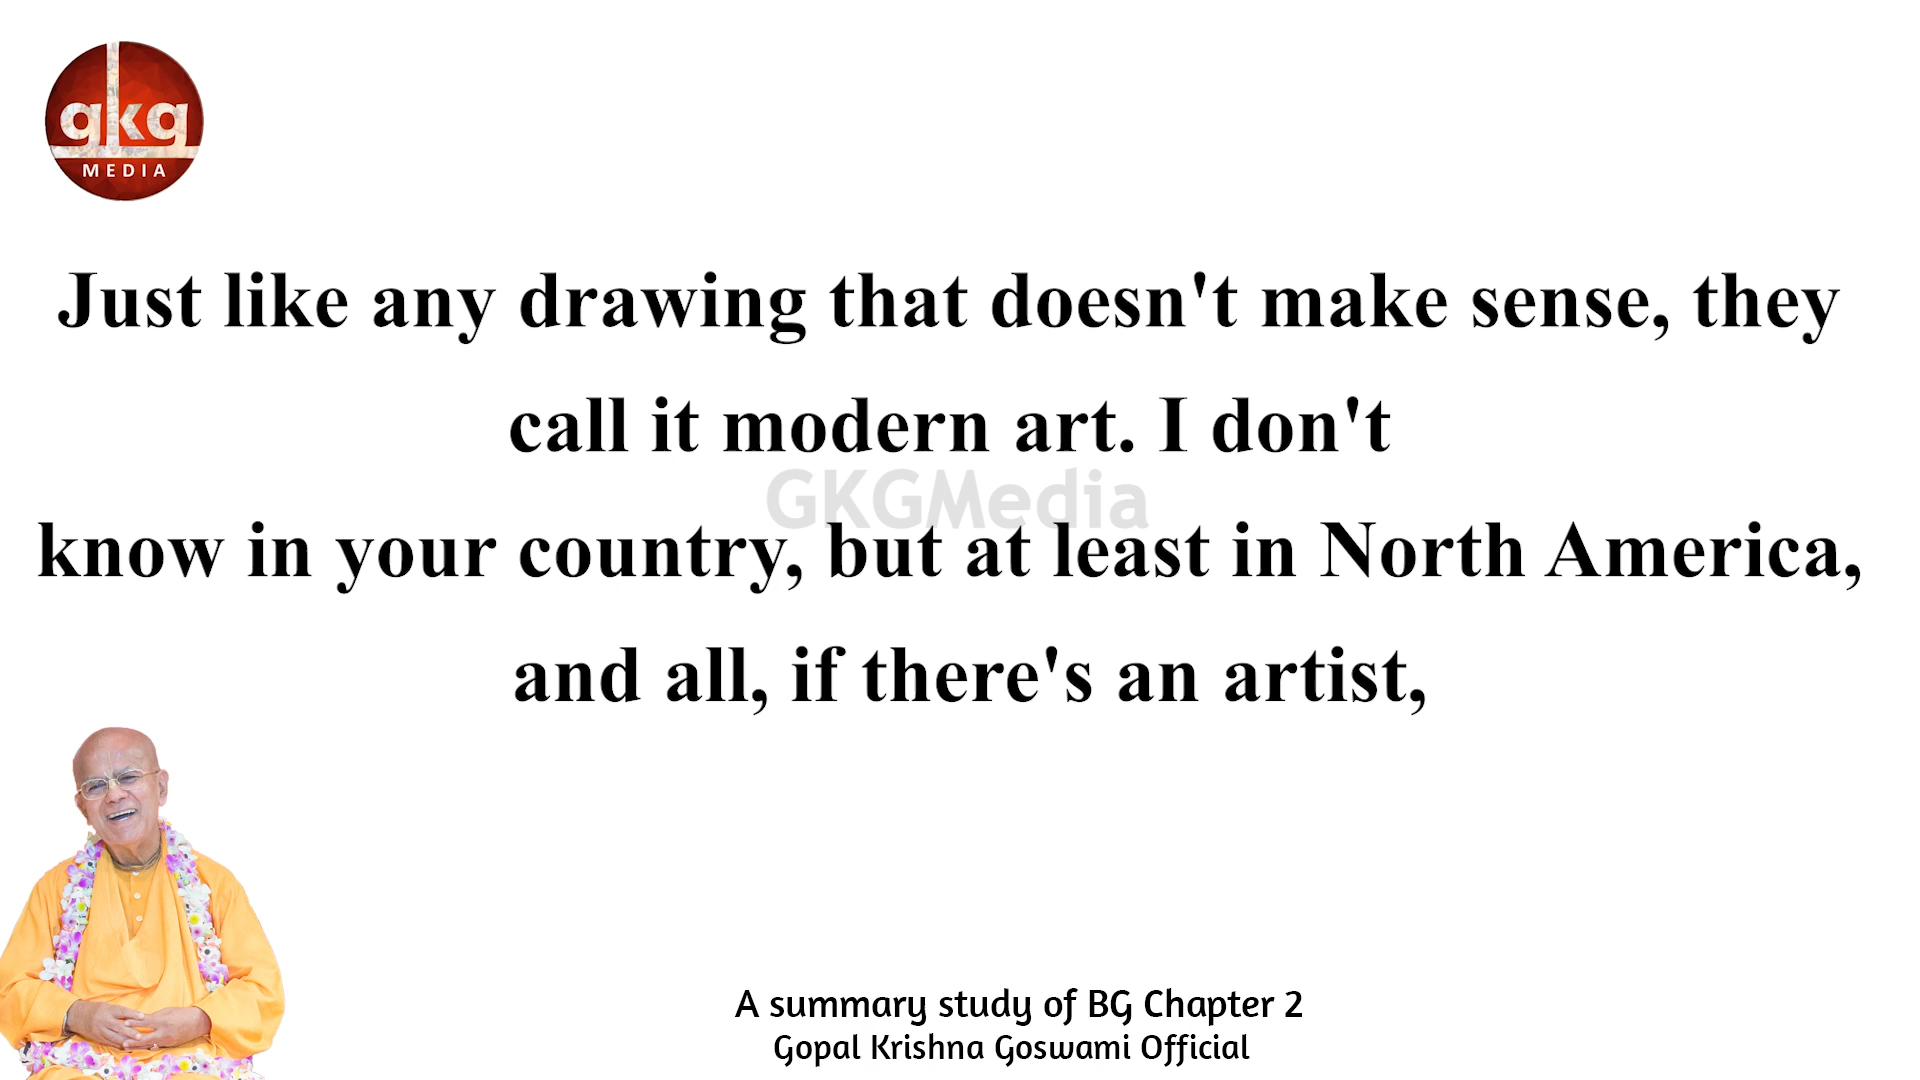 gkg
MEDIA
Just like any drawing that doesn't make sense, they
call it modern art. I don't
GKGMedia
know in your country, but at least in North America,
and all, if there's an artist,
A summary study of BG Chapter 2
Gopal Krishna Goswami Official